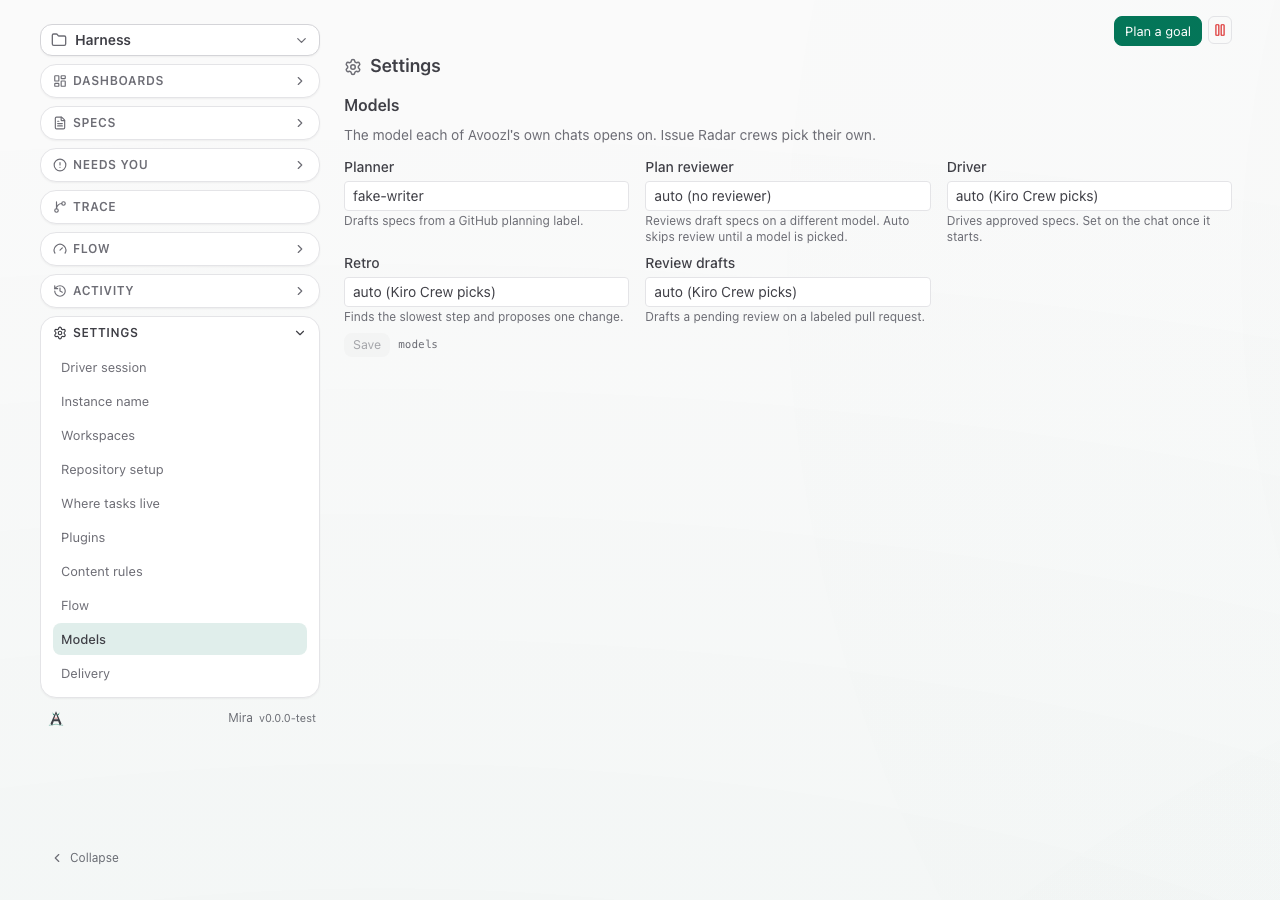 Harness
DASHBOARDS
SPECS
NEEDS YOU
TRACE
FLOW
ACTIVITY
SETTINGS
Driver session
Instance name
Workspaces
Repository setup
Where tasks live
Plugins
Content rules
Flow
Models
Delivery
Mira v0.0.0-test
Collapse
Plan a goal
Settings
Models
The model each of Avoozl's own chats opens on. Issue Radar crews pick their own.
Planner
fake-writer
Drafts specs from a GitHub planning label.
Plan reviewer
auto (no reviewer)
Reviews draft specs on a different model. Auto
skips review until a model is picked.
Driver
auto (Kiro Crew picks)
Drives approved specs. Set on the chat once it
starts.
Retro
auto (Kiro Crew picks)
Finds the slowest step and proposes one change.
Review drafts
auto (Kiro Crew picks)
Drafts a pending review on a labeled pull request.
Save models